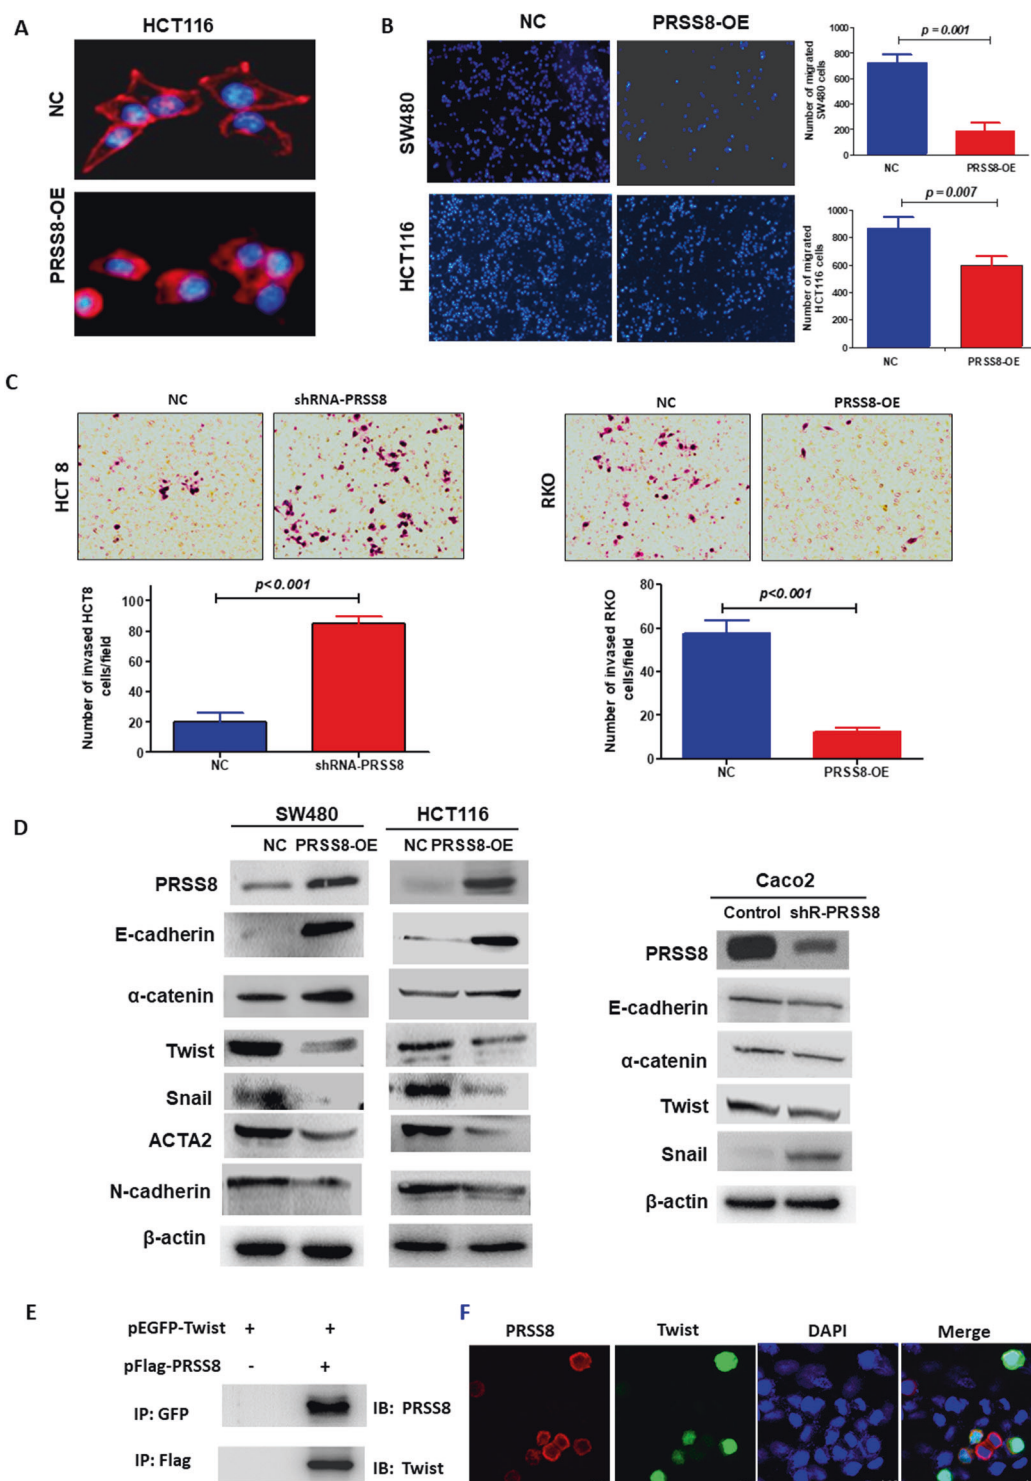 A
HCT116
NC
PRSS8-OE
B
NC
PRSS8-OE
SW480
HCT116
Number of migrated
SW480 cells
1000
800
600
400
200
0
p = 0.001
NC
PRSS8-OE
Number of migrated
HCT116 cells
1000
800
600
400
200
0
p = 0.007
NC
PRSS8-OE
C
NC
shRNA-PRSS8
HCT 8
Number of invased HCT8
cells/field
100
80
60
40
20
0
p<0.001
NC
shRNA-PRSS8
NC
PRSS8-OE
RKO
Number of invased RKO
cells/field
80
60
40
20
0
p<0.001
NC
PRSS8-OE
D
SW480
HCT116
NC PRSS8-OE
NC PRSS8-OE
PRSS8
E-cadherin
α-catenin
Twist
Snail
ACTA2
N-cadherin
β-actin
Caco2
Control shR-PRSS8
PRSS8
E-cadherin
α-catenin
Twist
Snail
β-actin
E
pEGFP-Twist + +
pFlag-PRSS8 - +
IP: GFP
IB: PRSS8
IP: Flag
IB: Twist
F
PRSS8
Twist
DAPI
Merge